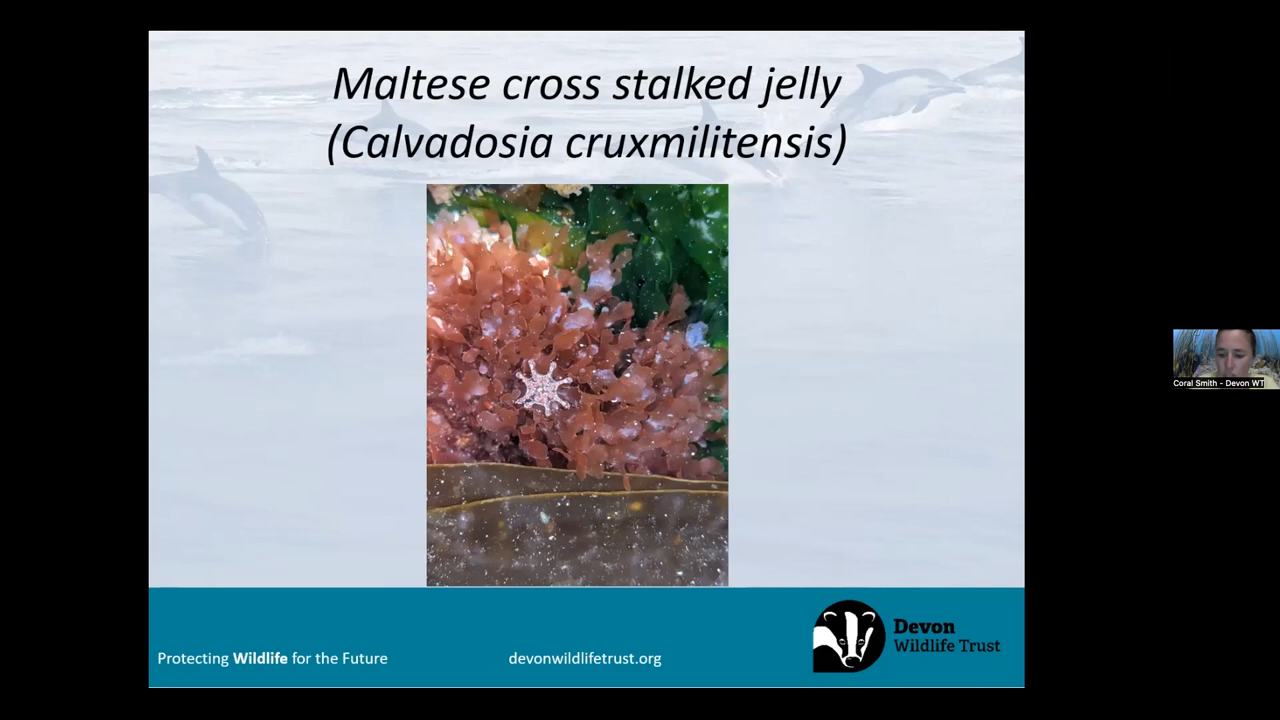 Maltese cross stalked jelly
(Calvadosia cruxmilitensis)
Coral Smith - Devon WT
Devon
Wildlife Trust
Protecting Wildlife for the Future
devonwildlifetrust.org